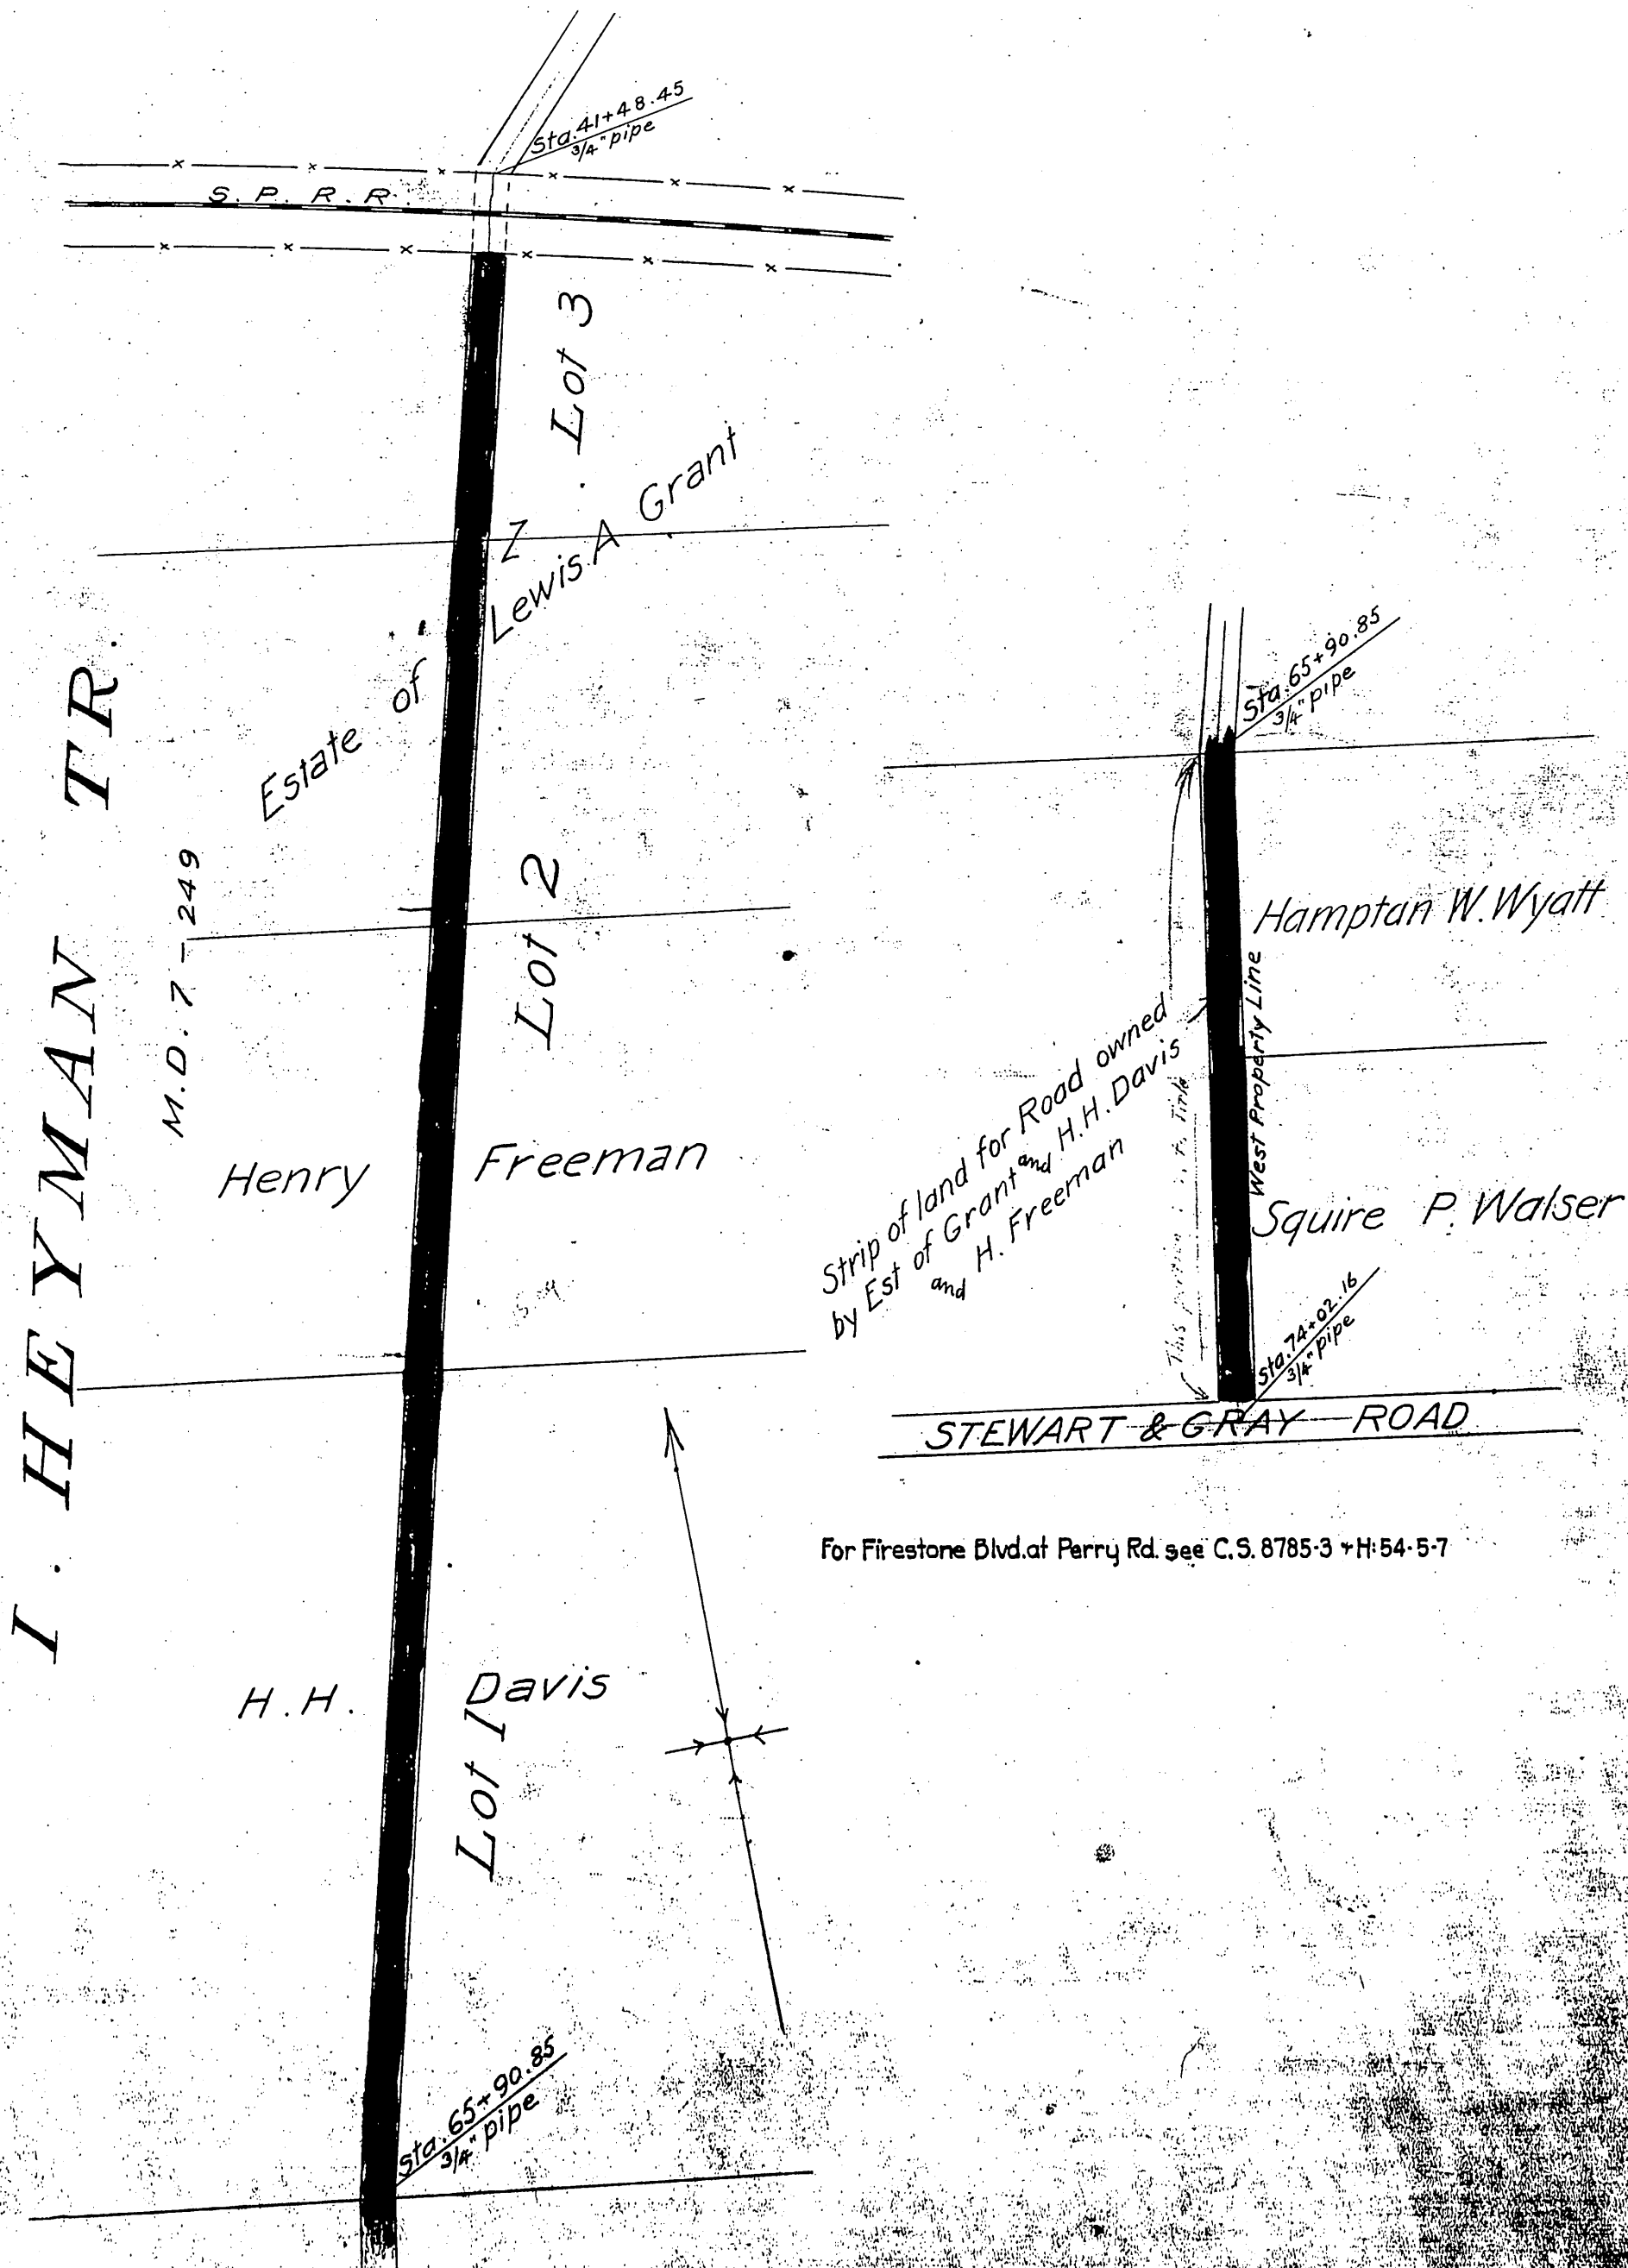 Sta. 41+48.45
3/4" pipe
S. P. R. R.
Lot 3
Z
Estate of Lewis A Grant
I. HEYMAN TR.
M.D. 7-249
Lot 2
Henry Freeman
H.H. Davis
Lot 1
Sta. 65+90.85
3/4" pipe
Sta. 65+90.85
3/4" pipe
Hamptan W. Wyatt
West Property Line
Strip of land for Road owned
by Est of Grant and H.H. Davis
and H. Freeman
This portion
Squire P. Walser
Sta. 74+02.16
3/4" pipe
STEWART & GRAY ROAD
For Firestone Blvd. at Perry Rd. see C.S. 8785-3 + H: 54-5-7